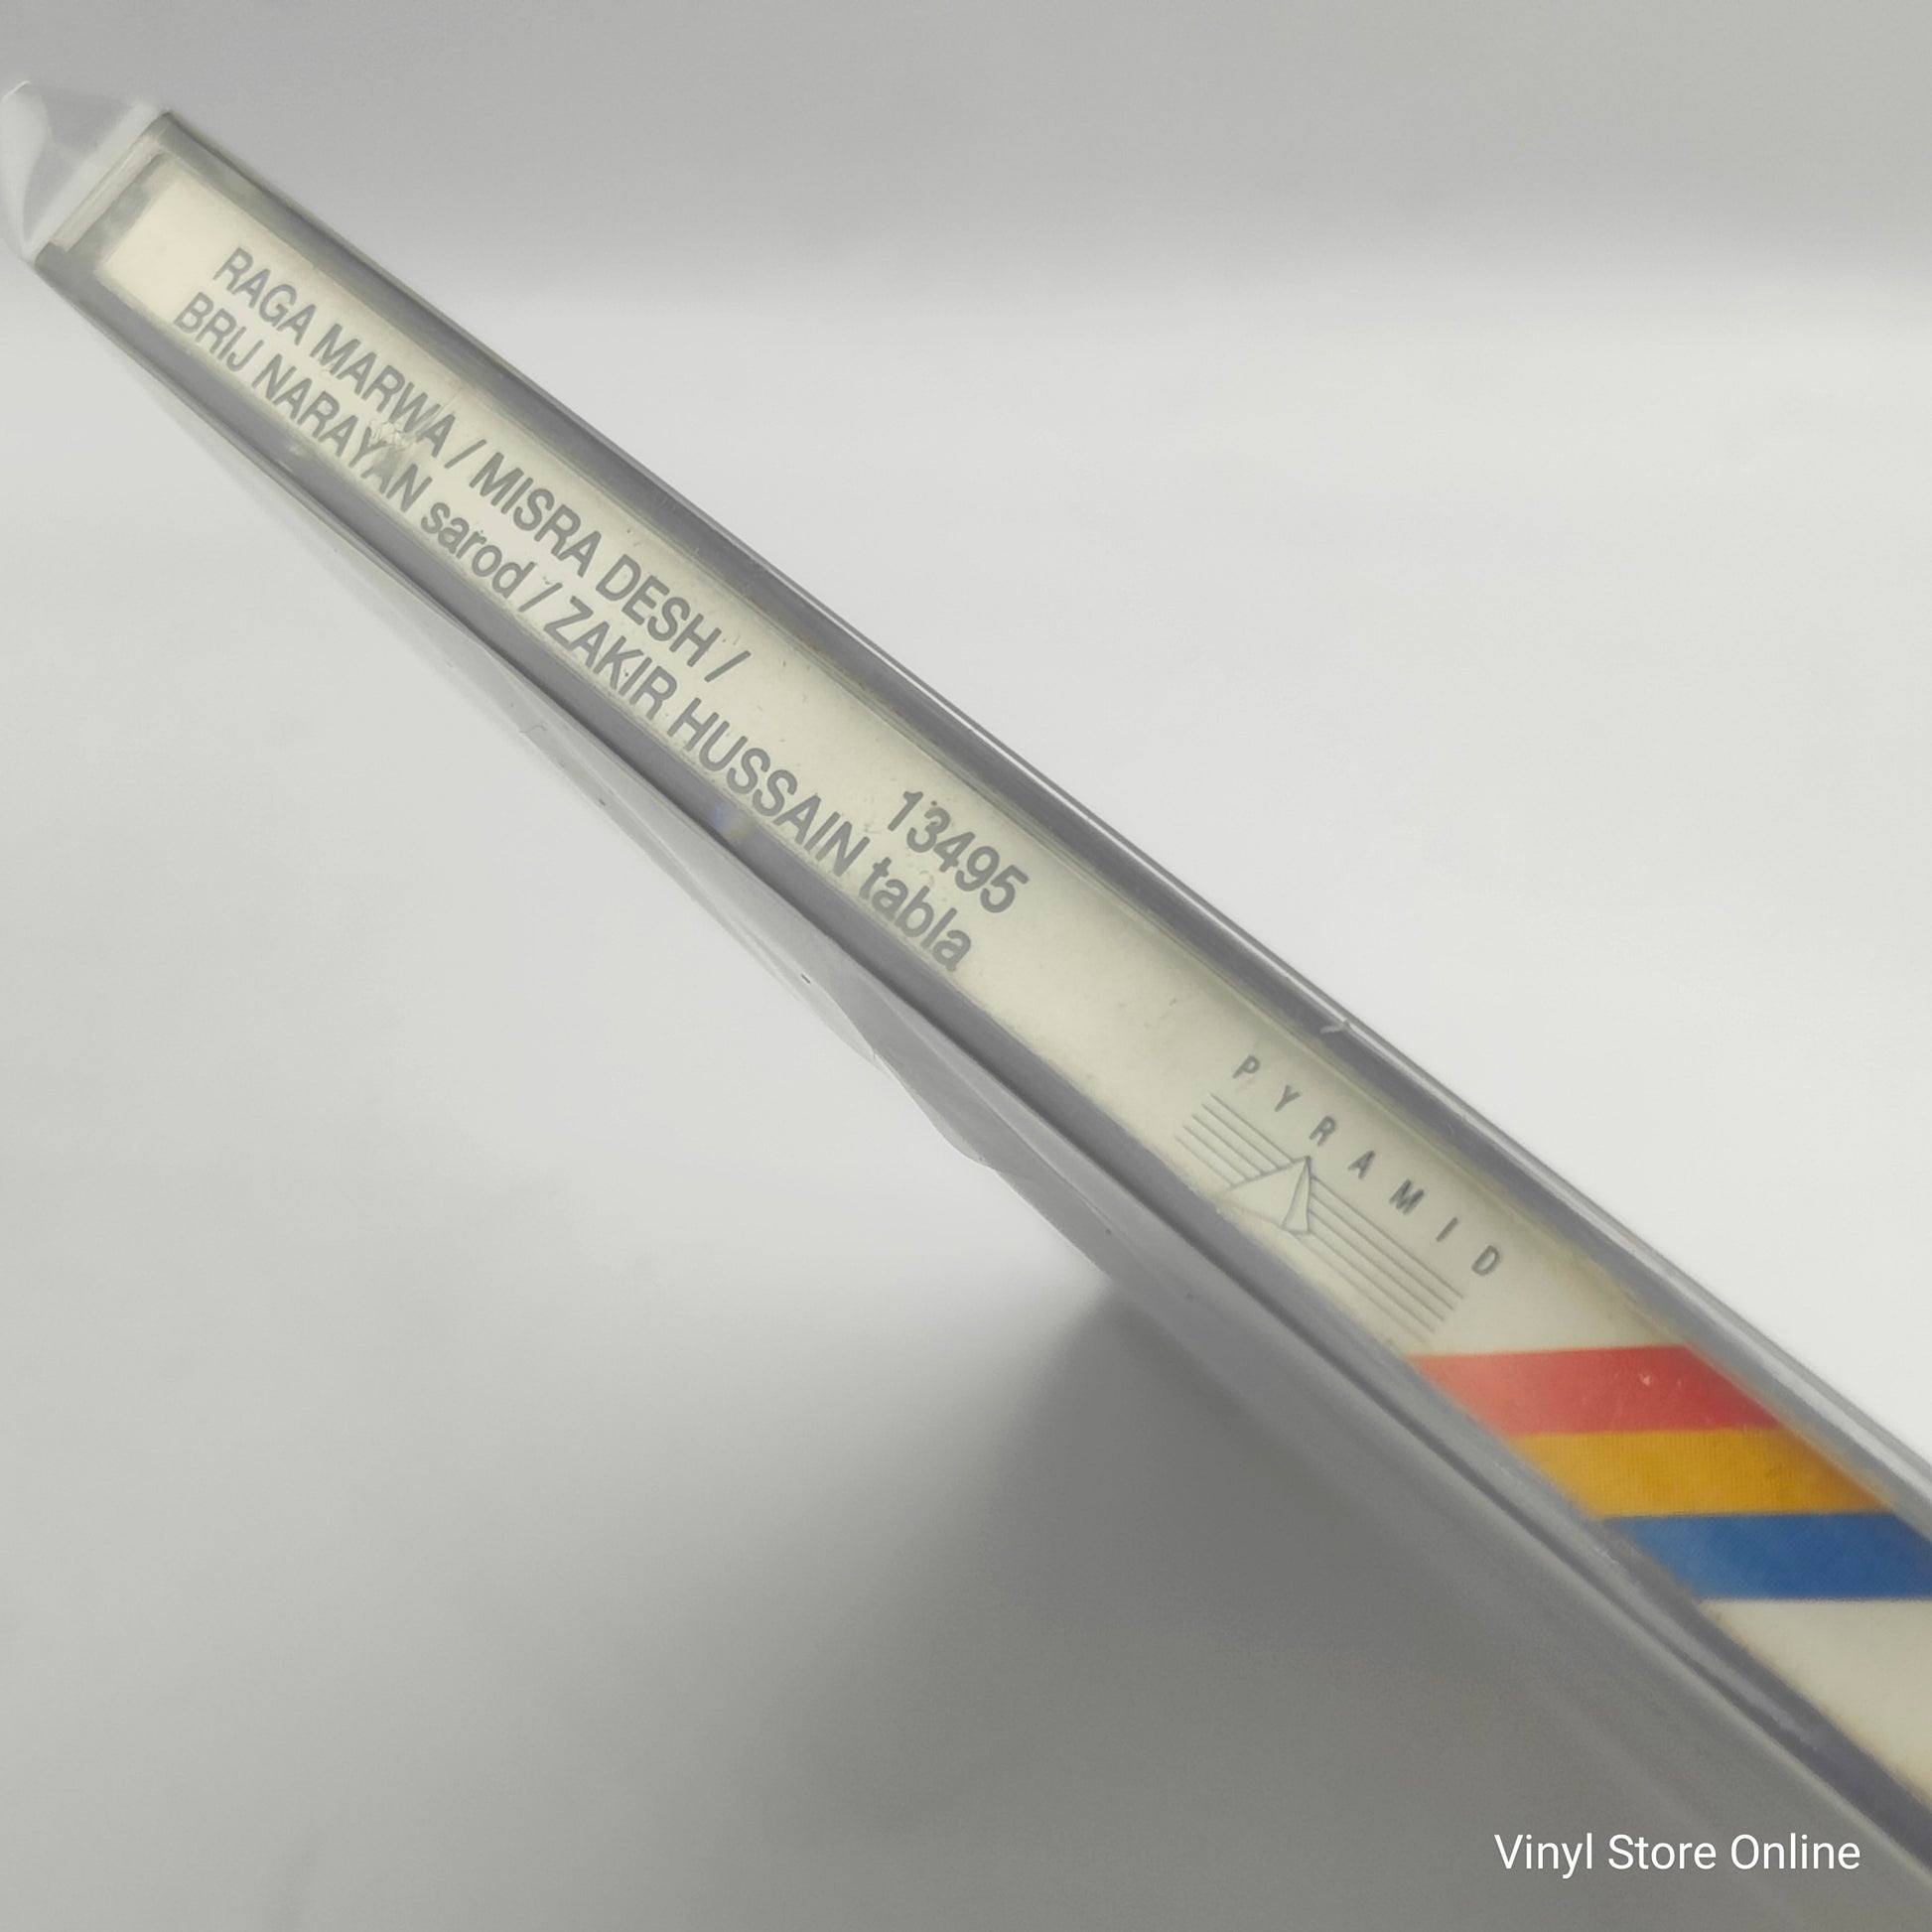 RAGA MARWA / MISRA DESH /
BRIJ NARAYAN sarod / ZAKIR HUSSAIN tabla
13495
PYRAMID
Vinyl Store Online